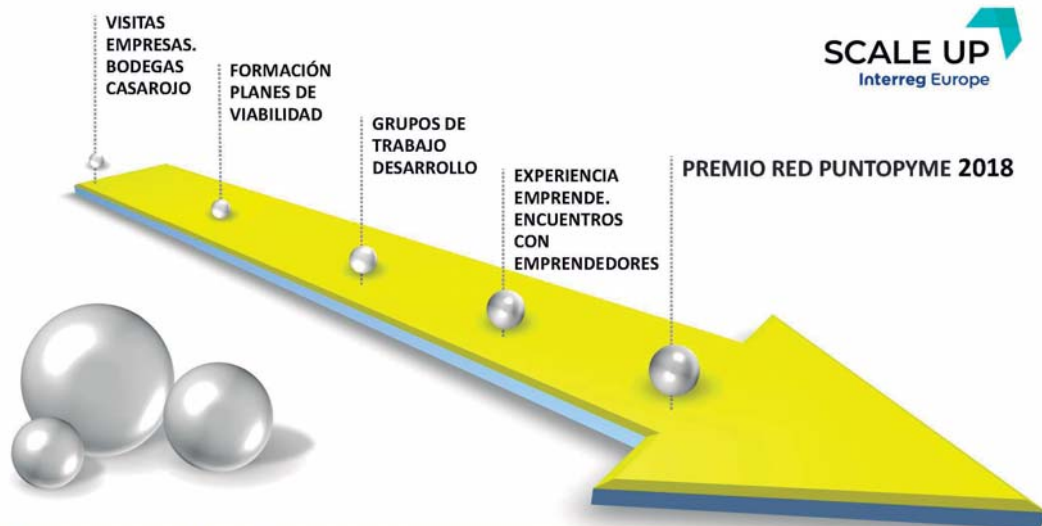 VISITAS
EMPRESAS.
BODEGAS
CASAROJO
FORMACIÓN
PLANES DE
VIABILIDAD
GRUPOS DE
TRABAJO
DESARROLLO
EXPERIENCIA
EMPRENDE.
ENCUENTROS
CON
EMPRENDEDORES
PREMIO RED PUNTOPYME 2018
SCALE UP
Interreg Europe